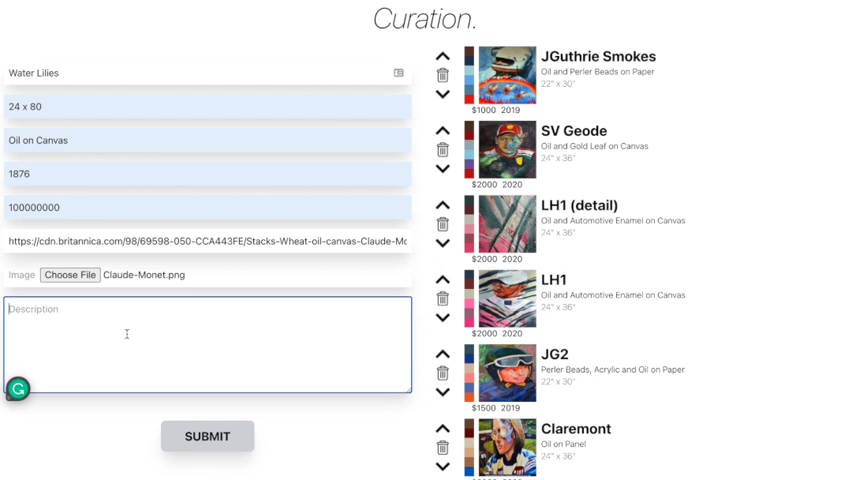 Curation.
Water Lilies
24 x 80
Oil on Canvas
1876
100000000
https://cdn.britannica.com/98/69598-050-CCA443FE/Stacks-Wheat-oil-canvas-Claude-Mo
Image Choose File Claude-Monet.png
Description
SUBMIT
JGuthrie Smokes
Oil and Perler Beads on Paper
22" x 30"
$1000 2019
SV Geode
Oil and Gold Leaf on Canvas
24" x 36"
$2000 2020
LH1 (detail)
Oil and Automotive Enamel on Canvas
24" x 36"
$2000 2020
LH1
Oil and Automotive Enamel on Canvas
24" x 36"
$2000 2020
JG2
Perler Beads, Acrylic and Oil on Paper
22" x 30"
$1500 2019
Claremont
Oil on Panel
24" x 36"